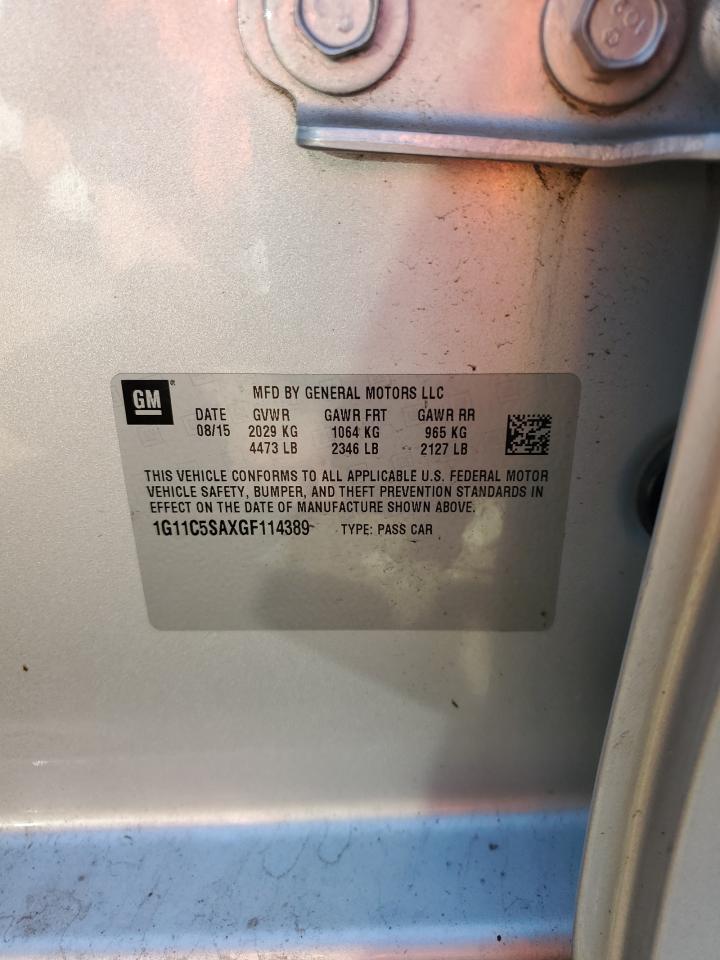 GM
MFD BY GENERAL MOTORS LLC
DATE GVWR GAWR FRT GAWR RR
08/15 2029 KG 1064 KG 965 KG
4473 LB 2346 LB 2127 LB
THIS VEHICLE CONFORMS TO ALL APPLICABLE U.S. FEDERAL MOTOR
VEHICLE SAFETY, BUMPER, AND THEFT PREVENTION STANDARDS IN
EFFECT ON THE DATE OF MANUFACTURE SHOWN ABOVE.
1G11C5SAXGF114389 TYPE: PASS CAR